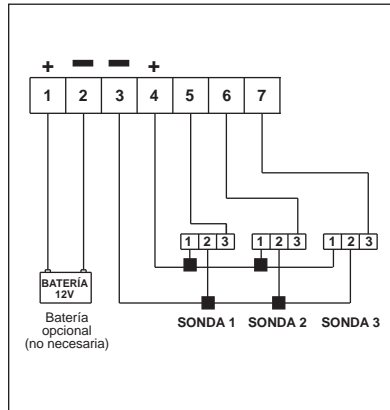 + − − +
1 2 3 4 5 6 7
1 2 3 1 2 3 1 2 3
BATERÍA
12V
Batería
opcional
(no necesaria)
SONDA 1 SONDA 2 SONDA 3